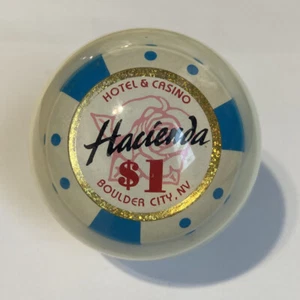 HOTEL & CASINO
Hacienda
$1
BOULDER CITY, NV